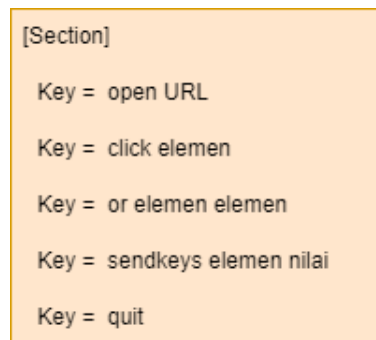 [Section]
Key = open URL
Key = click elemen
Key = or elemen elemen
Key = sendkeys elemen nilai
Key = quit